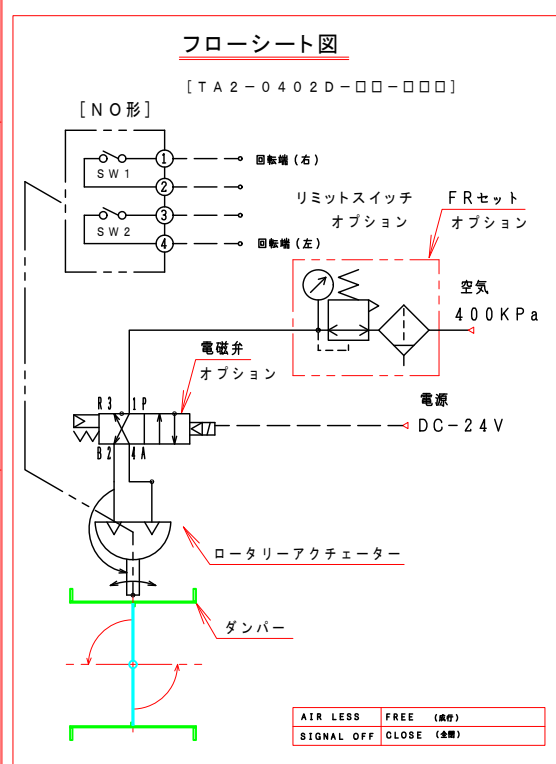 フローシート図
[TA2-0402D-□□-□□□]
[NO形]
SW1
1
2
SW2
3
4
回転端(右)
回転端(左)
リミットスイッチ
オプション
FRセット
オプション
空気
400KPa
電磁弁
オプション
電源
DC-24V
R3 1P
B2 4A
ロータリーアクチェーター
ダンパー
AIR LESS FREE (成行)
SIGNAL OFF CLOSE (全閉)